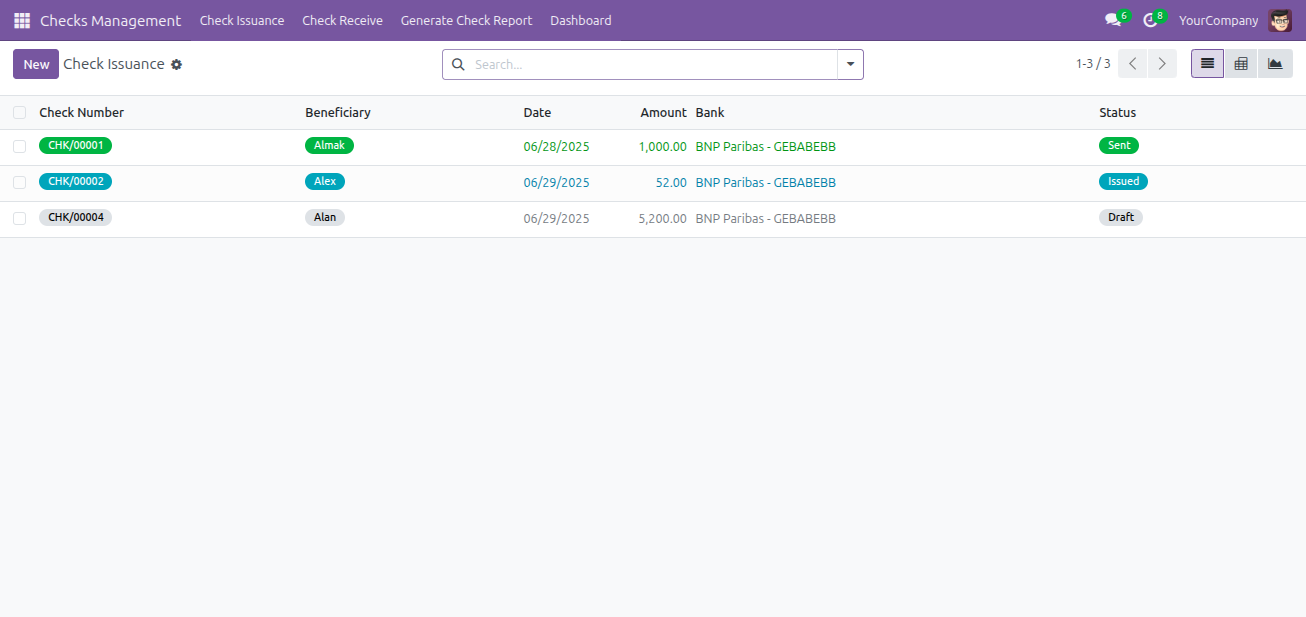 Checks Management Check Issuance Check Receive Generate Check Report Dashboard 6 8 YourCompany
New Check Issuance Search... 1-3 / 3
Check Number Beneficiary Date Amount Bank Status
CHK/00001 Almak 06/28/2025 1,000.00 BNP Paribas - GEBABEBB Sent
CHK/00002 Alex 06/29/2025 52.00 BNP Paribas - GEBABEBB Issued
CHK/00004 Alan 06/29/2025 5,200.00 BNP Paribas - GEBABEBB Draft